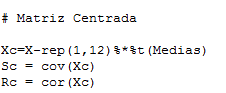 # Matriz Centrada
Xc=X-rep(1,12)%*%t(Medias)
Sc = cov(Xc)
Rc = cor(Xc)